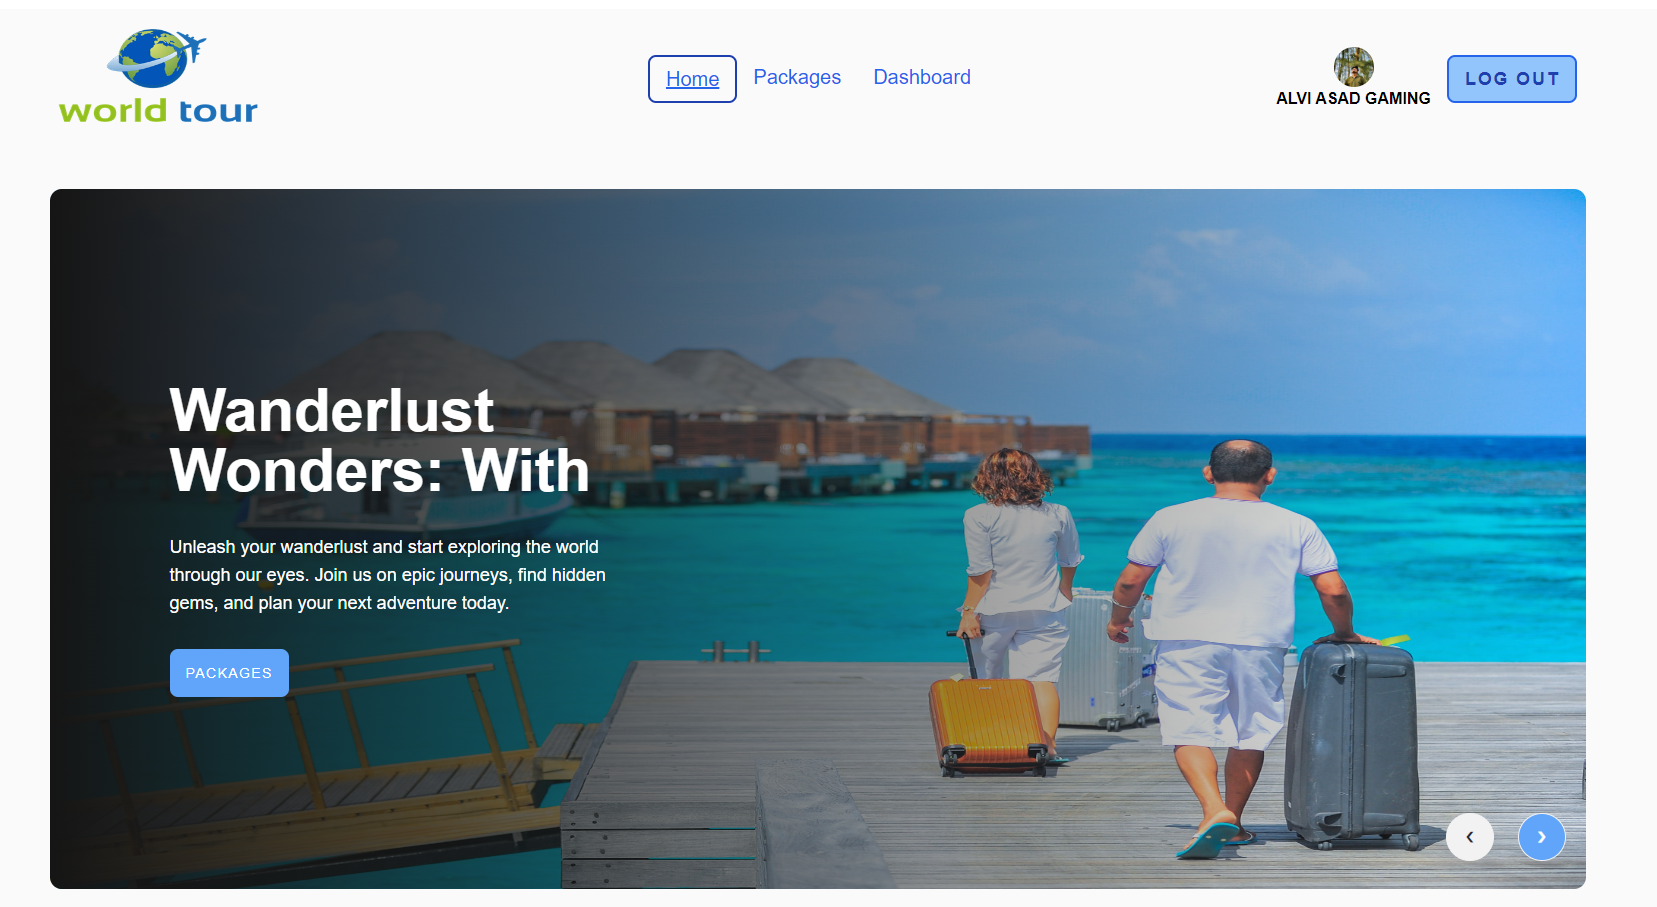 world tour
Home
Packages
Dashboard
ALVI ASAD GAMING
LOG OUT
Wanderlust
Wonders: With
Unleash your wanderlust and start exploring the world
through our eyes. Join us on epic journeys, find hidden
gems, and plan your next adventure today.
PACKAGES